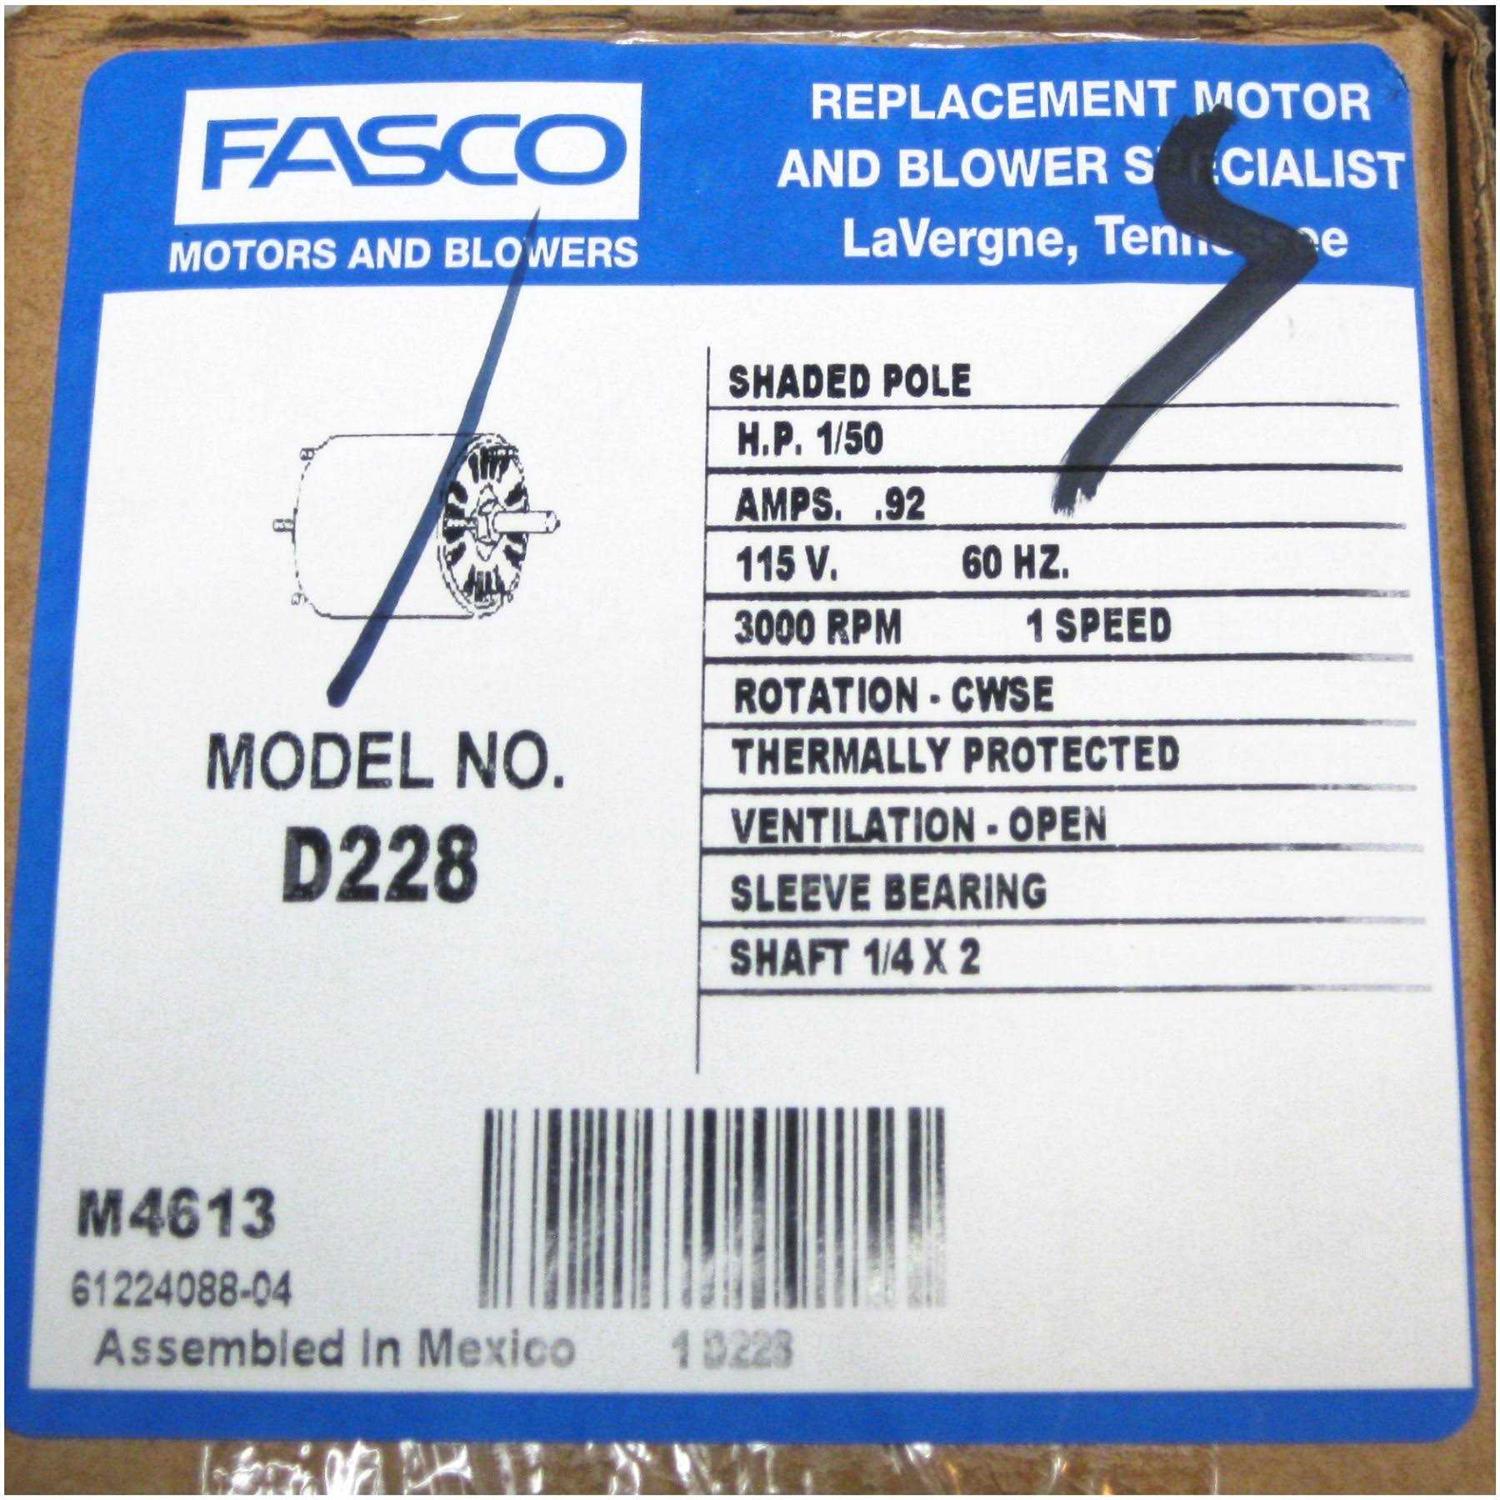 FASCO
MOTORS AND BLOWERS
REPLACEMENT MOTOR
AND BLOWER SPECIALIST
LaVergne, Tennessee
SHADED POLE
H.P. 1/50
AMPS. .92
115 V. 60 HZ.
3000 RPM 1 SPEED
ROTATION - CWSE
THERMALLY PROTECTED
VENTILATION - OPEN
SLEEVE BEARING
SHAFT 1/4 X 2
MODEL NO.
D228
M4613
61224088-04
Assembled In Mexico 1 D228